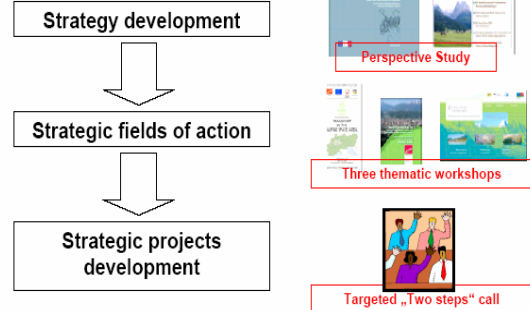 Strategy development
Perspective Study
Strategic fields of action
Three thematic workshops
Strategic projects
development
Targeted „Two steps“ call